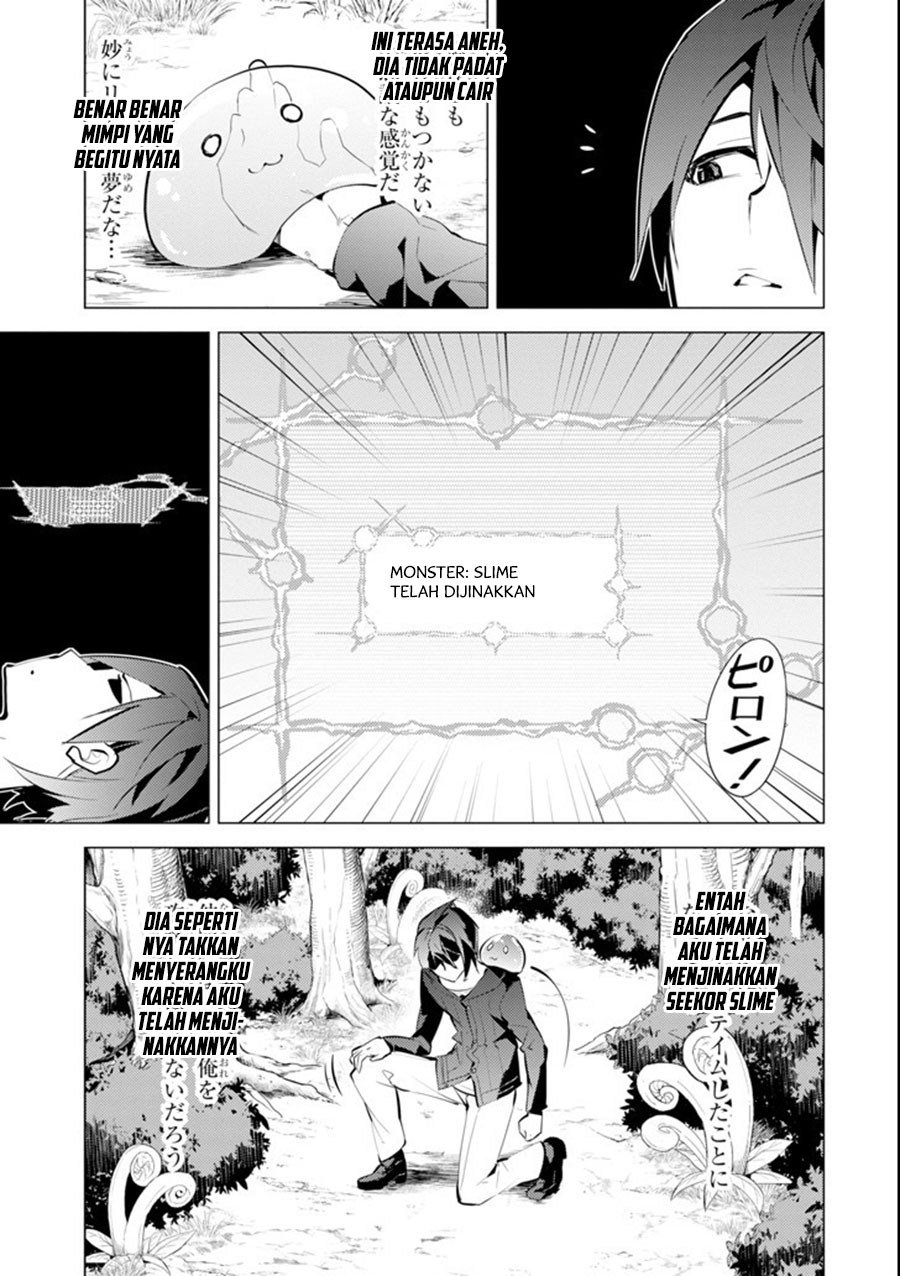 INI TERASA ANEH,
DIA TIDAK PADAT
ATAUPUN CAIR
も
もつかない
な感覚だ
BENAR BENAR
MIMPI YANG
BEGITU NYATA
妙にリ
夢だな…
MONSTER: SLIME
TELAH DIJINAKKAN
ピロン!
ENTAH
BAGAIMANA
AKU TELAH
MENJINAKKAN
SEEKOR SLIME
テイムしたことに
DIA SEPERTI
NYA TAKKAN
MENYERANGKU
KARENA AKU
TELAH MENJI-
NAKKANNYA
俺を
ないだろう